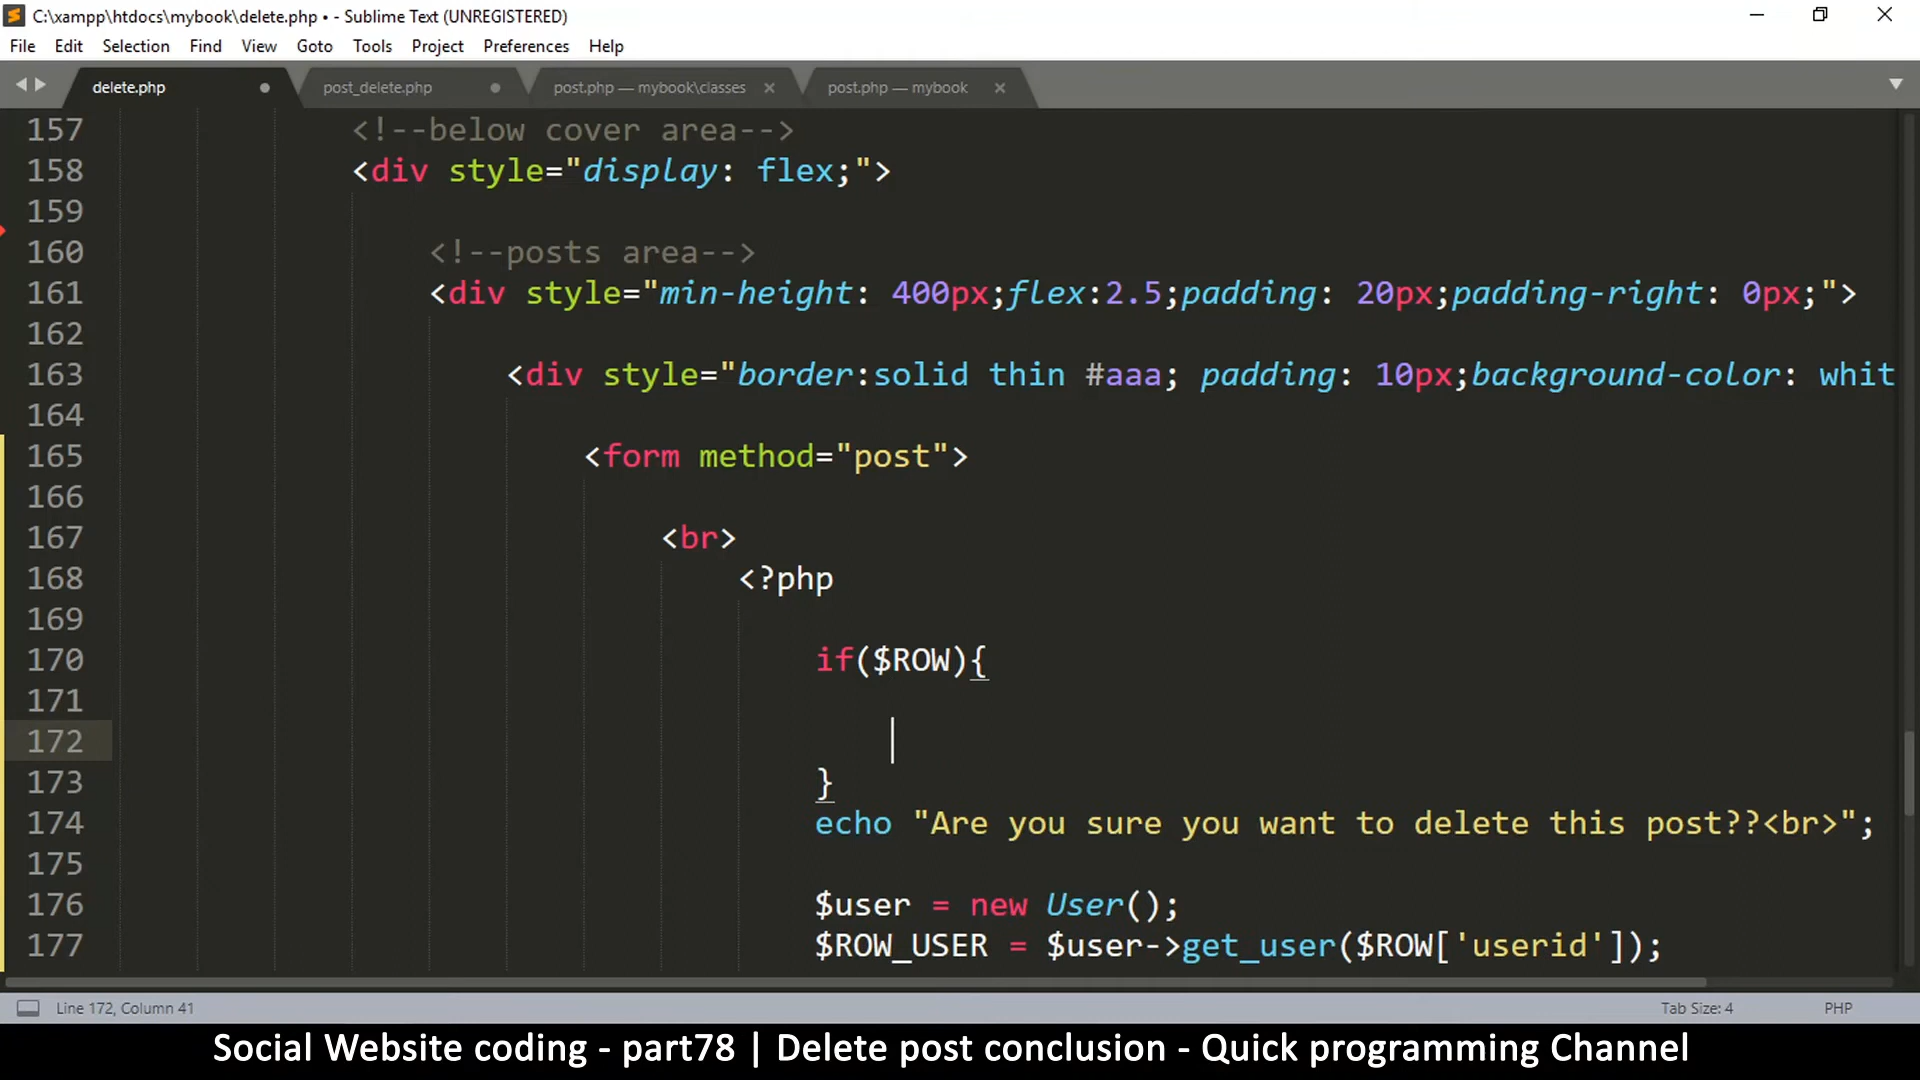 C:\xampp\htdocs\mybook\delete.php • - Sublime Text (UNREGISTERED)
File Edit Selection Find View Goto Tools Project Preferences Help
delete.php post_delete.php post.php — mybook\classes post.php — mybook
157 <!--below cover area-->
158 <div style="display: flex;">
159
160 <!--posts area-->
161 <div style="min-height: 400px;flex:2.5;padding: 20px;padding-right: 0px;">
162
163 <div style="border:solid thin #aaa; padding: 10px;background-color: whit
164
165 <form method="post">
166
167 <br>
168 <?php
169
170 if($ROW){
171
172
173 }
174 echo "Are you sure you want to delete this post??<br>";
175
176 $user = new User();
177 $ROW_USER = $user->get_user($ROW['userid']);
Line 172, Column 41 Tab Size: 4 PHP
Social Website coding - part78 | Delete post conclusion - Quick programming Channel